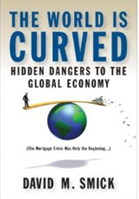 THE WORLD IS
CURVED
HIDDEN DANGERS TO THE
GLOBAL ECONOMY
(The Mortgage Crisis Was Only the Beginning...)
DAVID M. SMICK